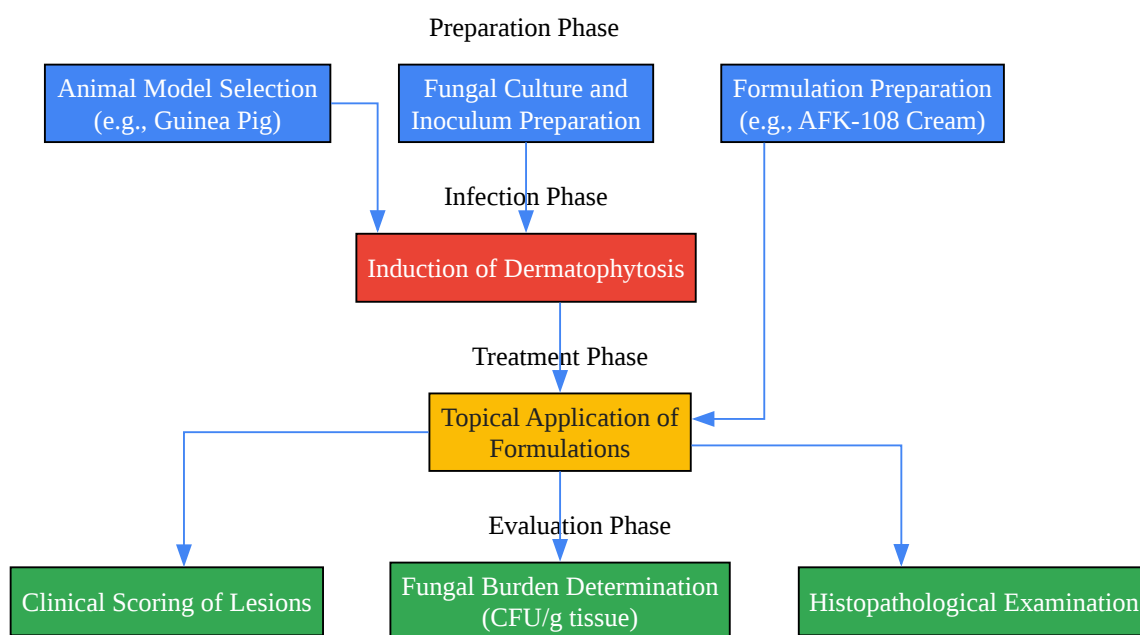 Preparation Phase
Animal Model Selection
(e.g., Guinea Pig)
Fungal Culture and
Inoculum Preparation
Formulation Preparation
(e.g., AFK-108 Cream)
Infection Phase
Induction of Dermatophytosis
Treatment Phase
Topical Application of
Formulations
Evaluation Phase
Clinical Scoring of Lesions
Fungal Burden Determination
(CFU/g tissue)
Histopathological Examination